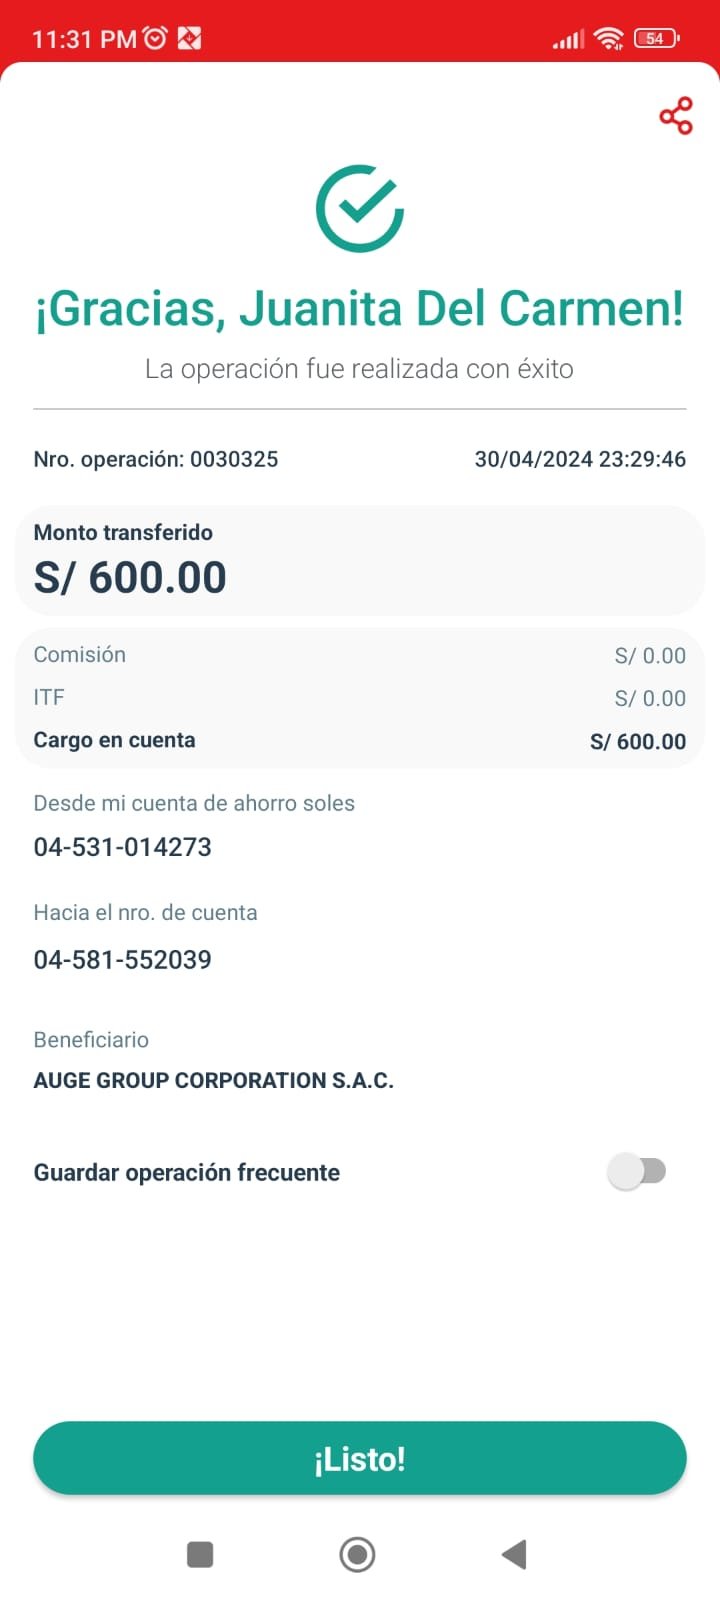 11:31 PM
54
¡Gracias, Juanita Del Carmen!
La operación fue realizada con éxito
Nro. operación: 0030325 30/04/2024 23:29:46
Monto transferido
S/ 600.00
Comisión S/ 0.00
ITF S/ 0.00
Cargo en cuenta S/ 600.00
Desde mi cuenta de ahorro soles
04-531-014273
Hacia el nro. de cuenta
04-581-552039
Beneficiario
AUGE GROUP CORPORATION S.A.C.
Guardar operación frecuente
¡Listo!